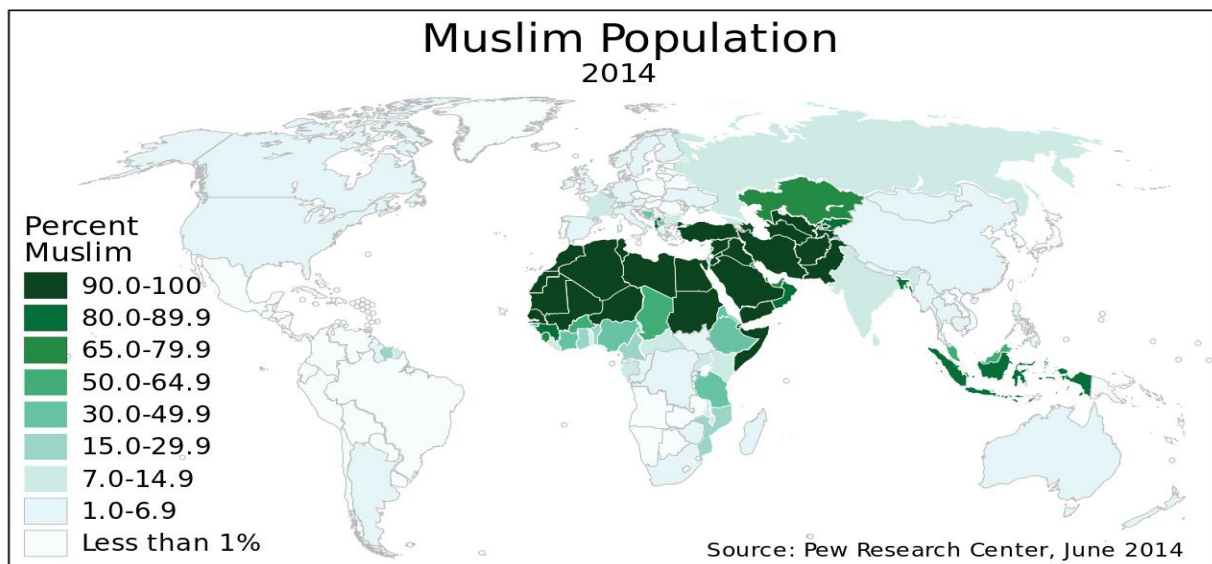 Muslim Population
2014
Percent
Muslim
90.0-100
80.0-89.9
65.0-79.9
50.0-64.9
30.0-49.9
15.0-29.9
7.0-14.9
1.0-6.9
Less than 1%
Source: Pew Research Center, June 2014